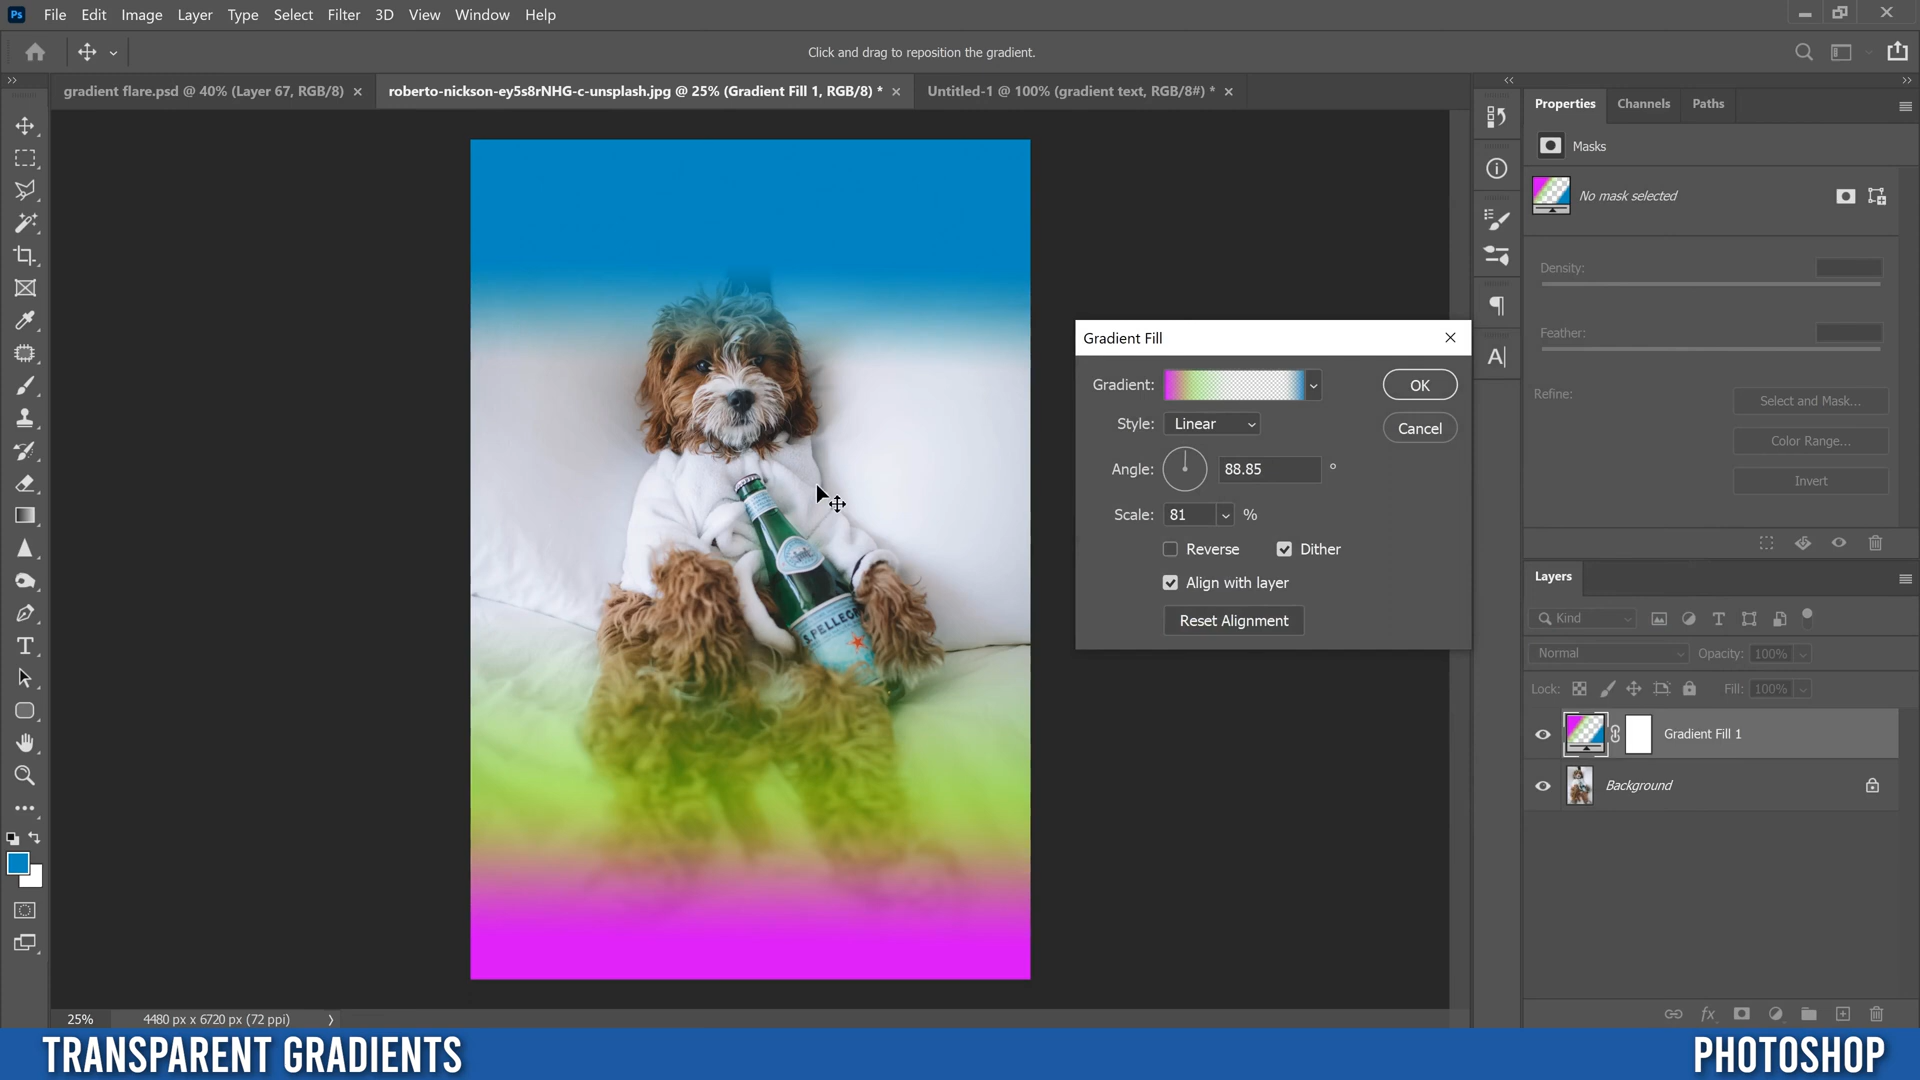 Ps File Edit Image Layer Type Select Filter 3D View Window Help
Click and drag to reposition the gradient.
gradient flare.psd @ 40% (Layer 67, RGB/8) × roberto-nickson-ey5s8rNHG-c-unsplash.jpg @ 25% (Gradient Fill 1, RGB/8) * × Untitled-1 @ 100% (gradient text, RGB/8#) * ×
Properties Channels Paths
Masks
No mask selected
Density:
Feather:
Refine: Select and Mask...
Color Range...
Invert
Gradient Fill
Gradient: OK
Style: Linear Cancel
Angle: 88.85 °
Scale: 81 %
Reverse Dither
Align with layer
Reset Alignment
S.PELLEGR
Layers
Kind
Normal Opacity: 100%
Lock: Fill: 100%
Gradient Fill 1
Background
25% 4480 px x 6720 px (72 ppi)
TRANSPARENT GRADIENTS PHOTOSHOP